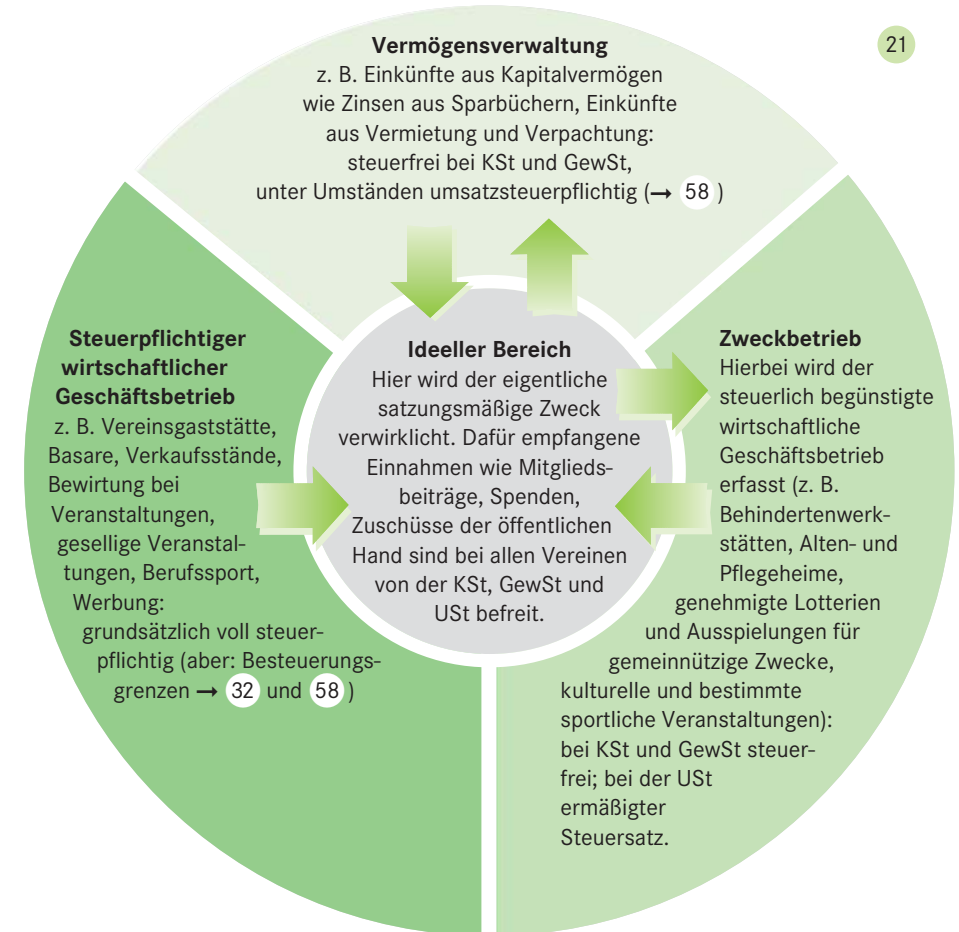 21
Vermögensverwaltung
z. B. Einkünfte aus Kapitalvermögen
wie Zinsen aus Sparbüchern, Einkünfte
aus Vermietung und Verpachtung:
steuerfrei bei KSt und GewSt,
unter Umständen umsatzsteuerpflichtig (→ 58 )
Steuerpflichtiger
wirtschaftlicher
Geschäftsbetrieb
z. B. Vereinsgaststätte,
Basare, Verkaufsstände,
Bewirtung bei
Veranstaltungen,
gesellige Veranstal-
tungen, Berufssport,
Werbung:
grundsätzlich voll steuer-
pflichtig (aber: Besteuerungs-
grenzen → 32 und 58 )
Ideeller Bereich
Hier wird der eigentliche
satzungsmäßige Zweck
verwirklicht. Dafür empfangene
Einnahmen wie Mitglieds-
beiträge, Spenden,
Zuschüsse der öffentlichen
Hand sind bei allen Vereinen
von der KSt, GewSt und
USt befreit.
Zweckbetrieb
Hierbei wird der
steuerlich begünstigte
wirtschaftliche
Geschäftsbetrieb
erfasst (z. B.
Behindertenwerk-
stätten, Alten- und
Pflegeheime,
genehmigte Lotterien
und Ausspielungen für
gemeinnützige Zwecke,
kulturelle und bestimmte
sportliche Veranstaltungen):
bei KSt und GewSt steuer-
frei; bei der USt
ermäßigter
Steuersatz.